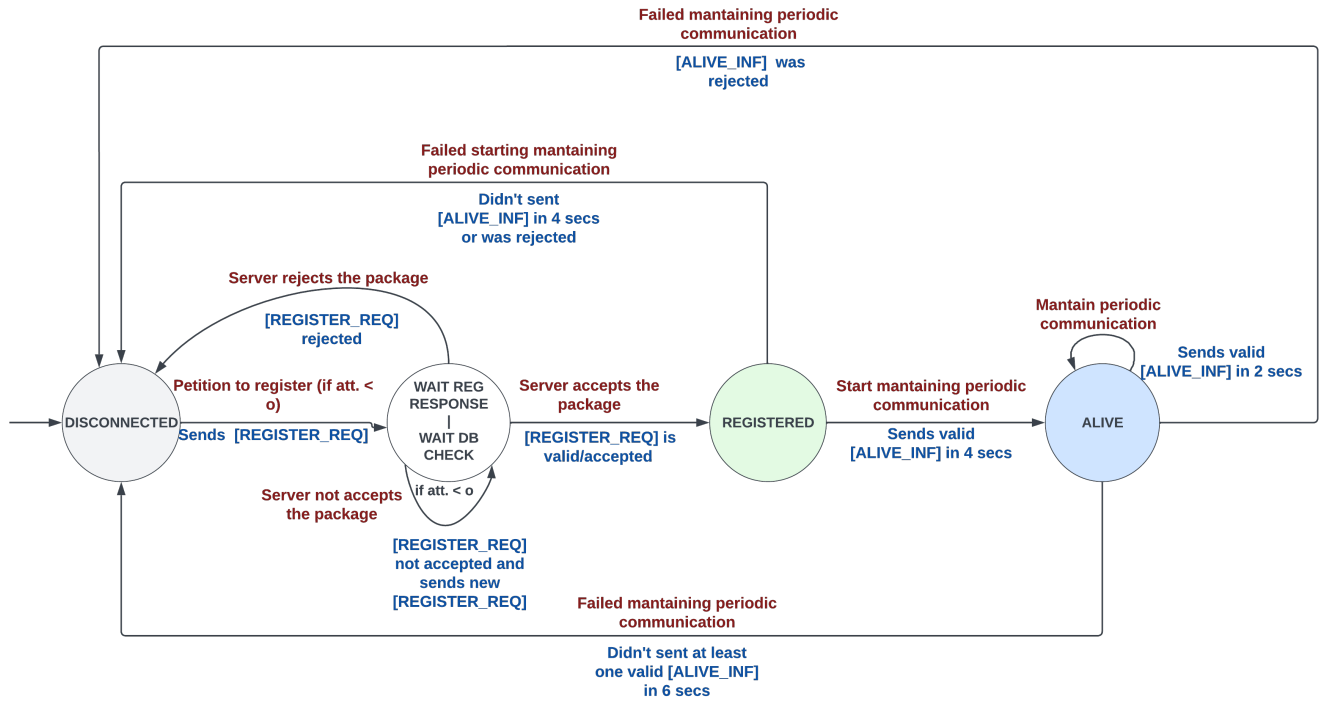 Failed mantaining periodic
communication
[ALIVE_INF] was
rejected
Failed starting mantaining
periodic communication
Didn't sent
[ALIVE_INF] in 4 secs
or was rejected
Server rejects the package
[REGISTER_REQ]
rejected
Mantain periodic
communication
Sends valid
[ALIVE_INF] in 2 secs
DISCONNECTED
Petition to register (if att. <
o)
Sends [REGISTER_REQ]
WAIT REG
RESPONSE
|
WAIT DB
CHECK
Server accepts the
package
[REGISTER_REQ] is
valid/accepted
REGISTERED
Start mantaining periodic
communication
Sends valid
[ALIVE_INF] in 4 secs
ALIVE
Server not accepts
the package
if att. < o
[REGISTER_REQ]
not accepted and
sends new
[REGISTER_REQ]
Failed mantaining periodic
communication
Didn't sent at least
one valid [ALIVE_INF]
in 6 secs